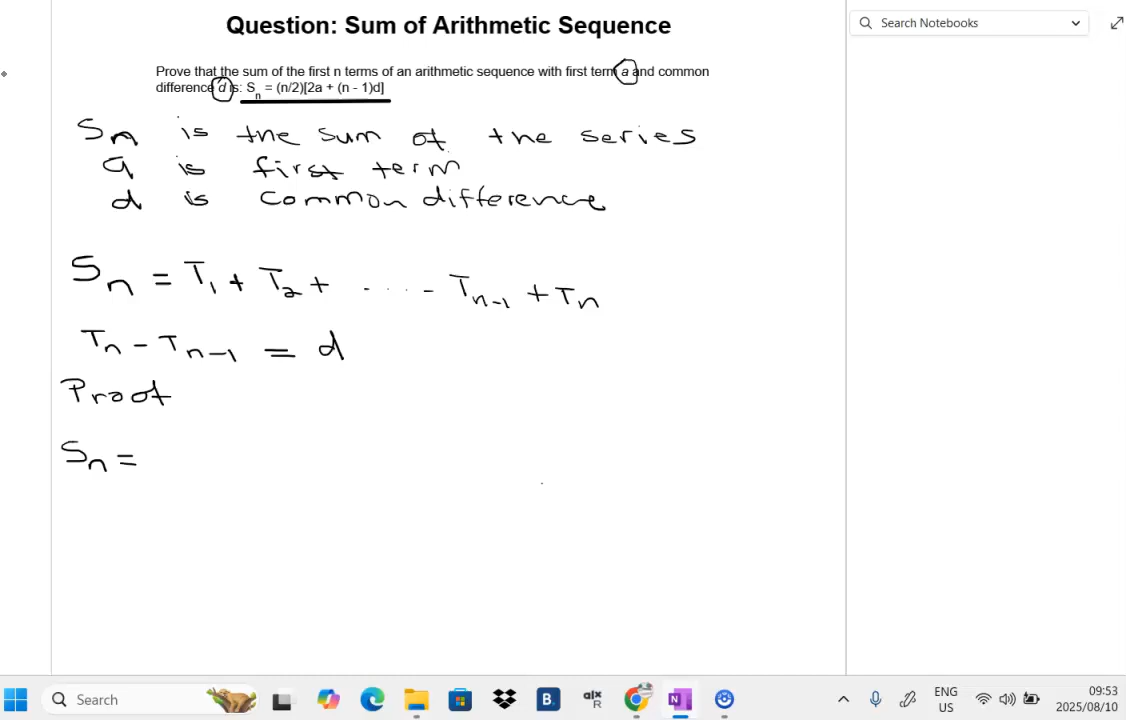 Question: Sum of Arithmetic Sequence
Search Notebooks
Prove that the sum of the first n terms of an arithmetic sequence with first term a and common
difference d is: Sn = (n/2)[2a + (n - 1)d]
Sn is the sum of the series
a is first term
d is common difference
Sn = T1 + T2 + ..... Tn-1 + Tn
Tn - Tn-1 = d
Proof
Sn =
Search
B.
alx
R
N
ENG
US
09:53
2025/08/10